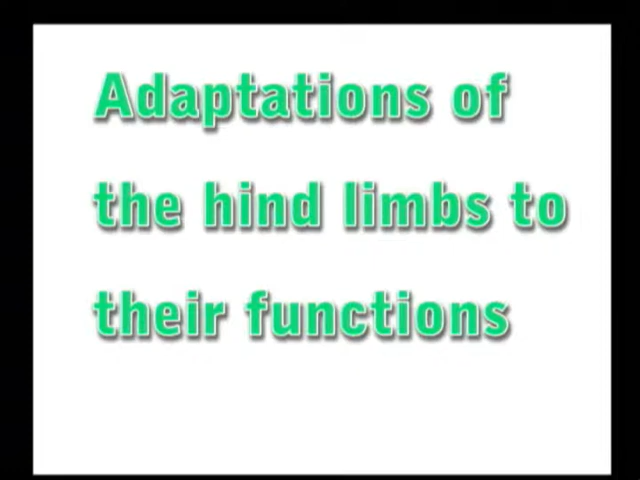 Adaptations of
the hind limbs to
their functions